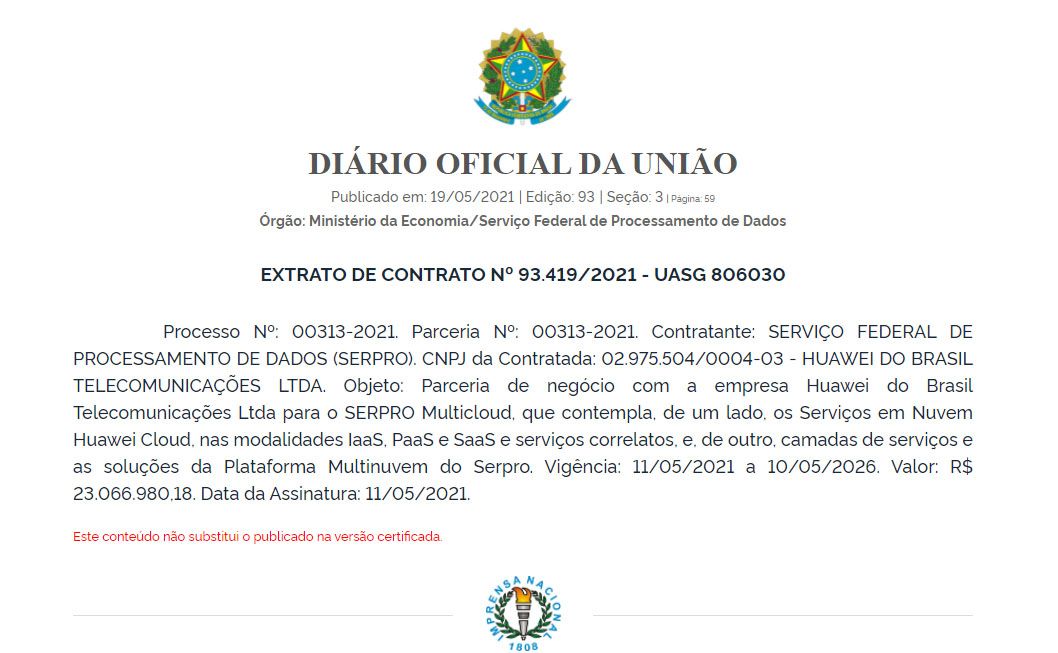 DIÁRIO OFICIAL DA UNIÃO
Publicado em: 19/05/2021 | Edição: 93 | Seção: 3 | Página: 59
Órgão: Ministério da Economia/Serviço Federal de Processamento de Dados
EXTRATO DE CONTRATO Nº 93.419/2021 - UASG 806030
Processo Nº: 00313-2021. Parceria Nº: 00313-2021. Contratante: SERVIÇO FEDERAL DE
PROCESSAMENTO DE DADOS (SERPRO). CNPJ da Contratada: 02.975.504/0004-03 - HUAWEI DO BRASIL
TELECOMUNICAÇÕES LTDA. Objeto: Parceria de negócio com a empresa Huawei do Brasil
Telecomunicações Ltda para o SERPRO Multicloud, que contempla, de um lado, os Serviços em Nuvem
Huawei Cloud, nas modalidades IaaS, PaaS e SaaS e serviços correlatos, e, de outro, camadas de serviços e
as soluções da Plataforma Multinuvem do Serpro. Vigência: 11/05/2021 a 10/05/2026. Valor: R$
23.066.980,18. Data da Assinatura: 11/05/2021.
Este conteúdo não substitui o publicado na versão certificada.
IMPRENSA NACIONAL
1808